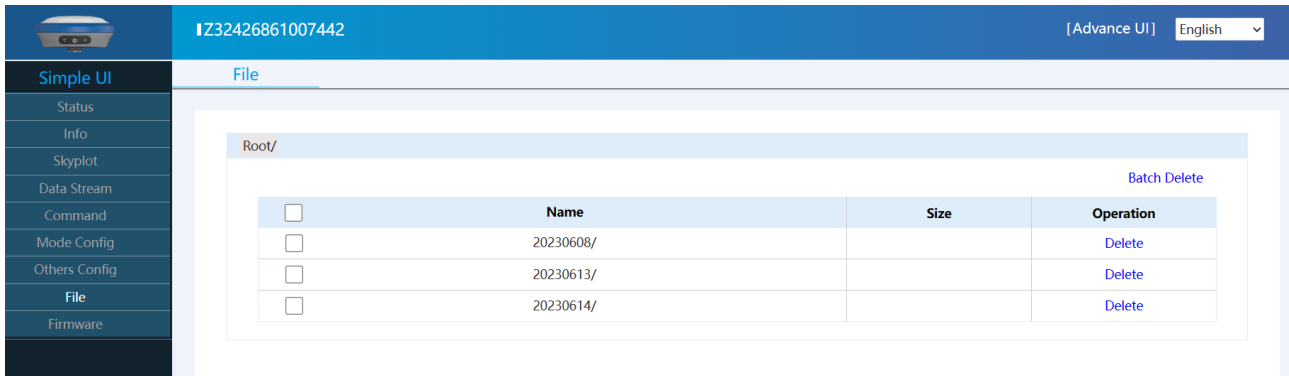 IZ32426861007442
[Advance UI]
English
Simple UI
File
Status
Info
Skyplot
Data Stream
Command
Mode Config
Others Config
File
Firmware
Root/
Batch Delete
Name Size Operation
20230608/ Delete
20230613/ Delete
20230614/ Delete